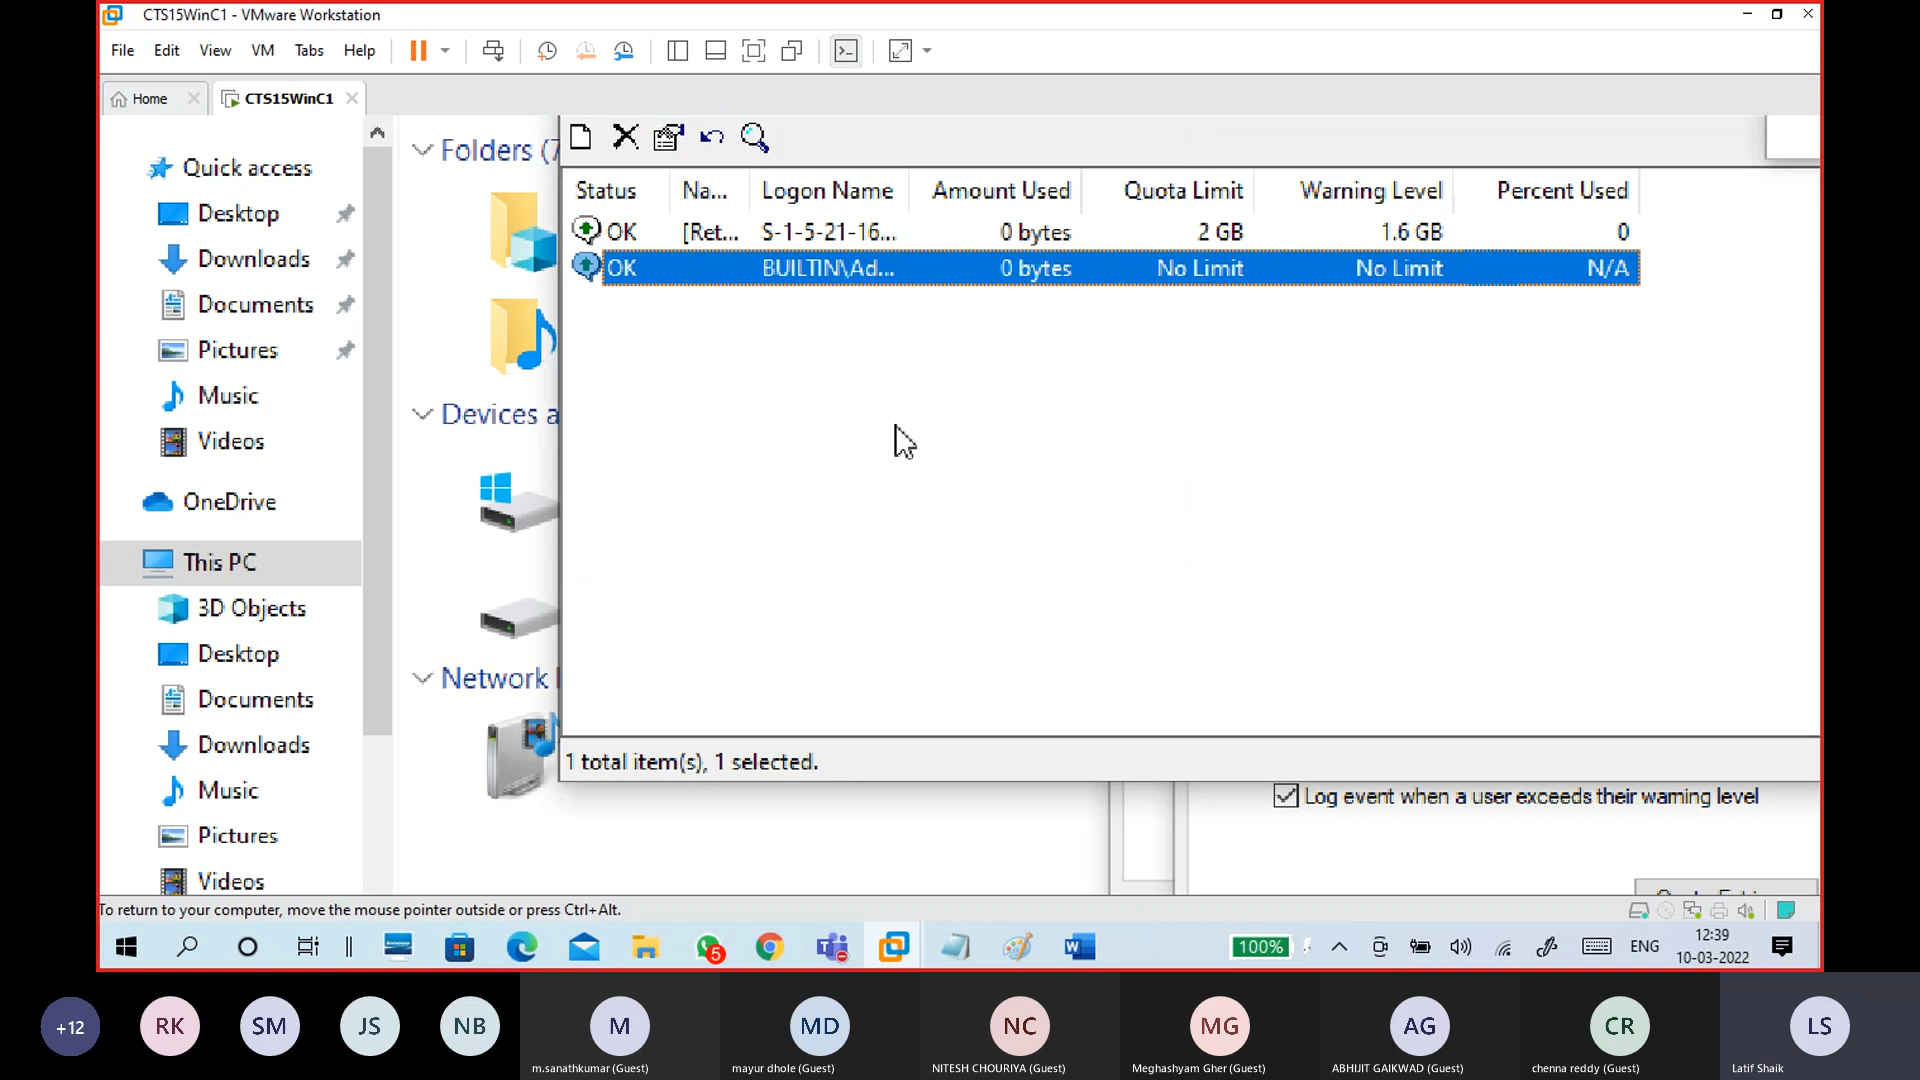 CTS15WinC1 - VMware Workstation
File Edit View VM Tabs Help
Home
CTS15WinC1
Quick access
Desktop
Downloads
Documents
Pictures
Music
Videos
OneDrive
This PC
3D Objects
Desktop
Documents
Downloads
Music
Pictures
Videos
Folders (7
Devices a
Network
Status Na... Logon Name Amount Used Quota Limit Warning Level Percent Used
OK [Ret... S-1-5-21-16... 0 bytes 2 GB 1.6 GB 0
OK BUILTIN\Ad... 0 bytes No Limit No Limit N/A
1 total item(s), 1 selected.
Log event when a user exceeds their warning level
To return to your computer, move the mouse pointer outside or press Ctrl+Alt.
5
100%
ENG
12:39
10-03-2022
+12
RK
SM
JS
NB
M
m.sanathkumar (Guest)
MD
mayur dhole (Guest)
NC
NITESH CHOURIYA (Guest)
MG
Meghashyam Gher (Guest)
AG
ABHIJIT GAIKWAD (Guest)
CR
chenna reddy (Guest)
LS
Latif Shaik